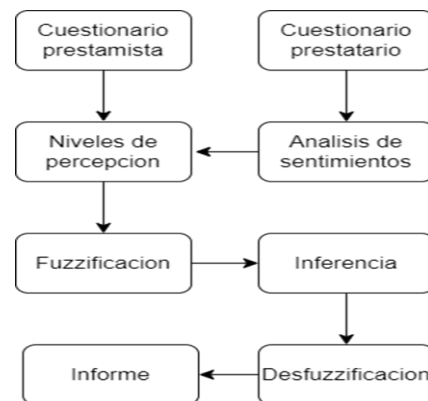 Cuestionario
prestamista
Cuestionario
prestatario
Niveles de
percepcion
Analisis de
sentimientos
Fuzzificacion
Inferencia
Informe
Desfuzzificacion